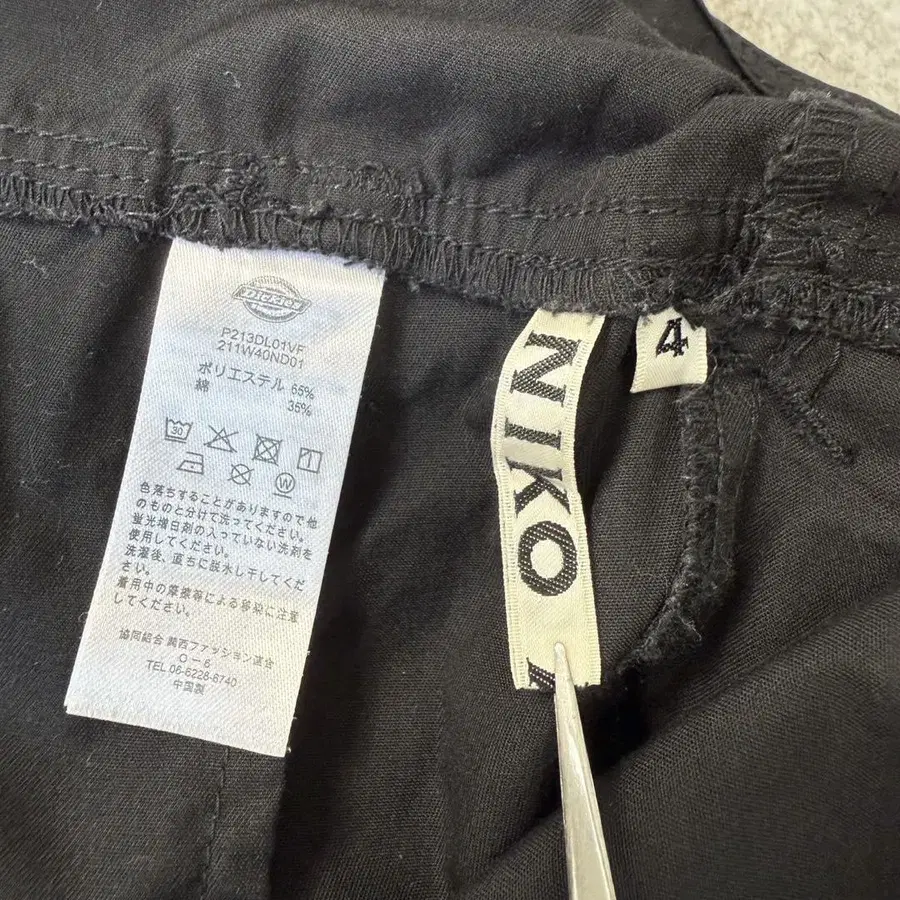 Dickies
P213DL01VF
211W40ND01
ポリエステル 65%
綿 35%
30
W
色落ちすることがありますので他
のものと分けて洗ってください。
蛍光増白剤の入っていない洗剤を
使用してください。
洗濯後、直ちに脱水し干してくだ
さい。
着用中の摩擦等による移染に注意
してください。
協同組合 関西ファッション連合
O-6
TEL 06-6228-6740
中国製
NIKO
4